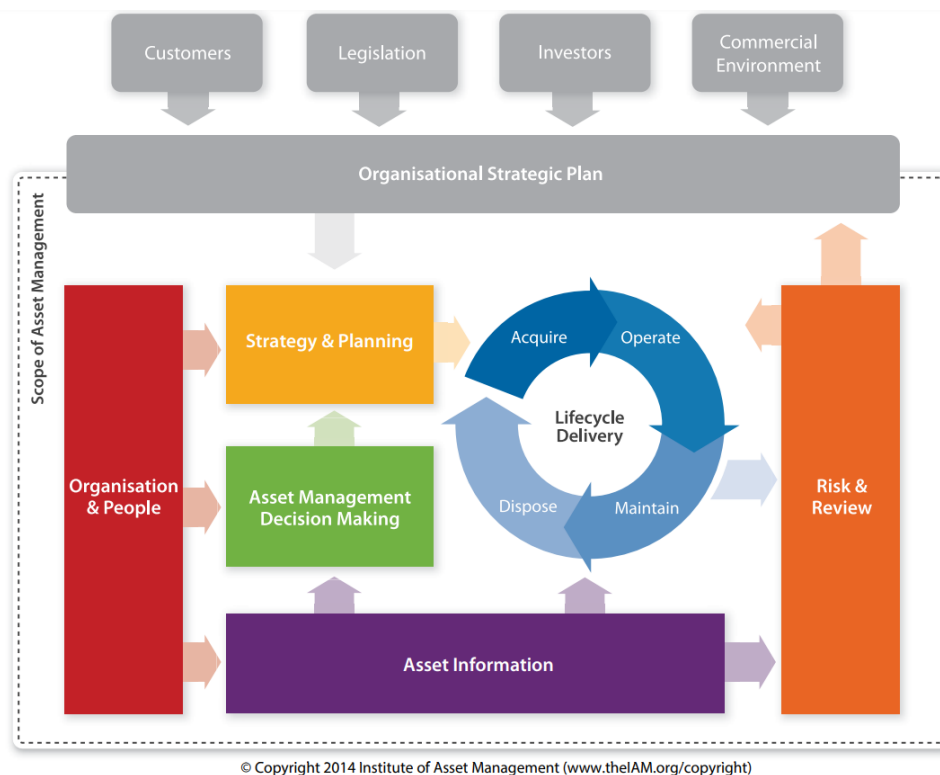 Customers
Legislation
Investors
Commercial
Environment
Organisational Strategic Plan
Scope of Asset Management
Strategy & Planning
Acquire
Operate
Lifecycle
Delivery
Organisation
& People
Asset Management
Decision Making
Dispose
Maintain
Risk &
Review
Asset Information
© Copyright 2014 Institute of Asset Management (www.theIAM.org/copyright)